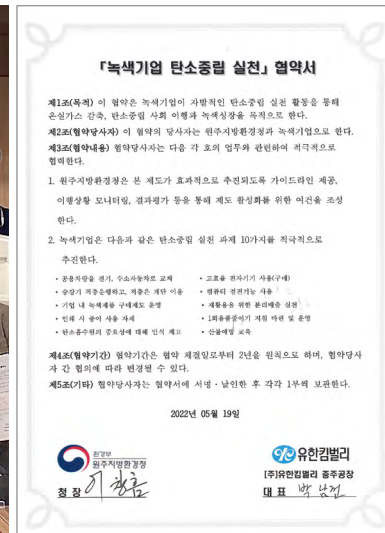 「녹색기업 탄소중립 실천」 협약서
제1조(목적) 이 협약은 녹색기업이 자발적인 탄소중립 실천 활동을 통해
온실가스 감축, 탄소중립 사회 이행과 녹색성장을 목적으로 한다.
제2조(협약당사자) 이 협약의 당사자는 원주지방환경청과 녹색기업으로 한다.
제3조(협약내용) 협약당사자는 다음 각 호의 업무와 관련하여 적극적으로
협력한다.
1. 원주지방환경청은 본 제도가 효과적으로 추진되도록 가이드라인 제공,
이행상황 모니터링, 결과평가 등을 통해 제도 활성화를 위한 여건을 조성
한다.
2. 녹색기업은 다음과 같은 탄소중립 실천 과제 10가지를 적극적으로
추진한다.
• 공용차량을 전기, 수소자동차로 교체 • 고효율 전자기기 사용(구매)
• 승강기 격층운행하고, 저층은 계단 이용 • 컴퓨터 절전기능 사용
• 기업 내 녹색제품 구매제도 운영 • 재활용을 위한 분리배출 실천
• 인쇄 시 종이 사용 자제 • 1회용품줄이기 지침 마련 및 운영
• 탄소흡수원의 중요성에 대해 인식 제고 • 산불예방 교육
제4조(협약기간) 협약기간은 협약 체결일로부터 2년을 원칙으로 하며, 협약당사
자 간 협의에 따라 변경될 수 있다.
제5조(기타) 협약당사자는 협약서에 서명·날인한 후 각각 1부씩 보관한다.
2022년 05월 19일
환경부
원주지방환경청
청 장
유한킴벌리
[주]유한킴벌리 충주공장
대 표 박 남전